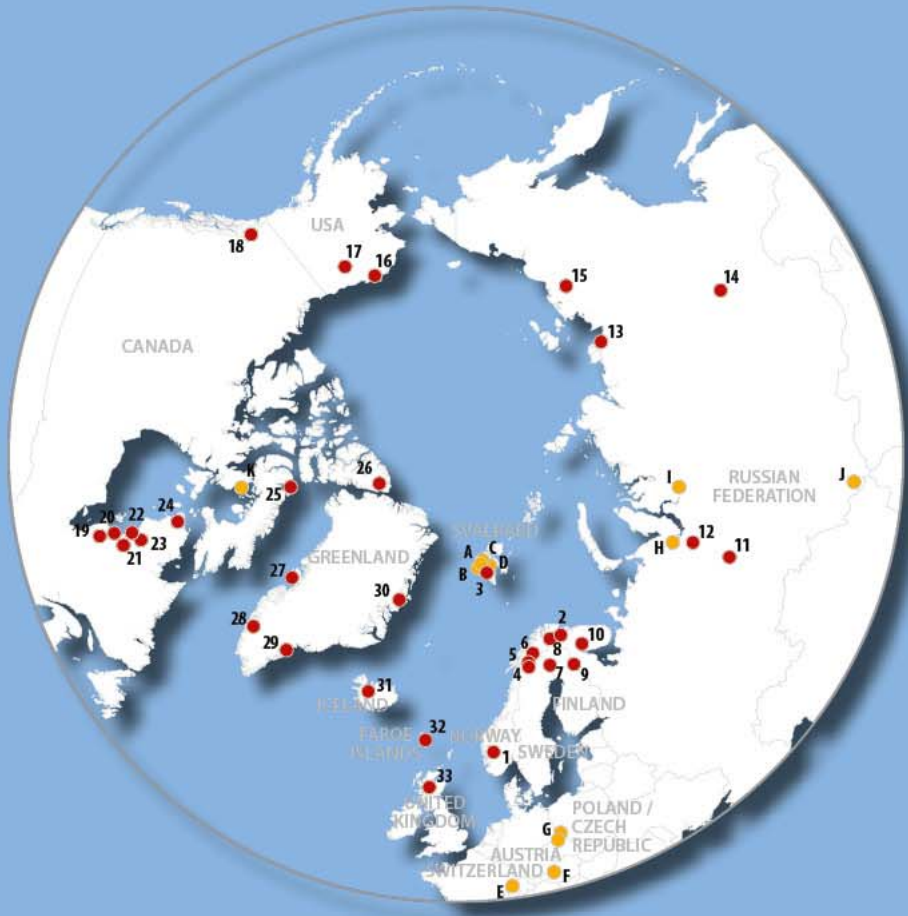 USA
18
17
16
15
14
13
CANADA
K
25
26
I
RUSSIAN
FEDERATION
J
24
22
20
19
21
23
SVALBARD
A
C
B
D
3
H
12
11
GREENLAND
27
30
28
29
2
10
6
8
5
4
7
9
31
ICELAND
FINLAND
32
FAROE
ISLANDS
NORWAY
SWEDEN
1
33
UNITED
KINGDOM
G
POLAND /
CZECH
REPUBLIC
AUSTRIA
SWITZERLAND
F
E